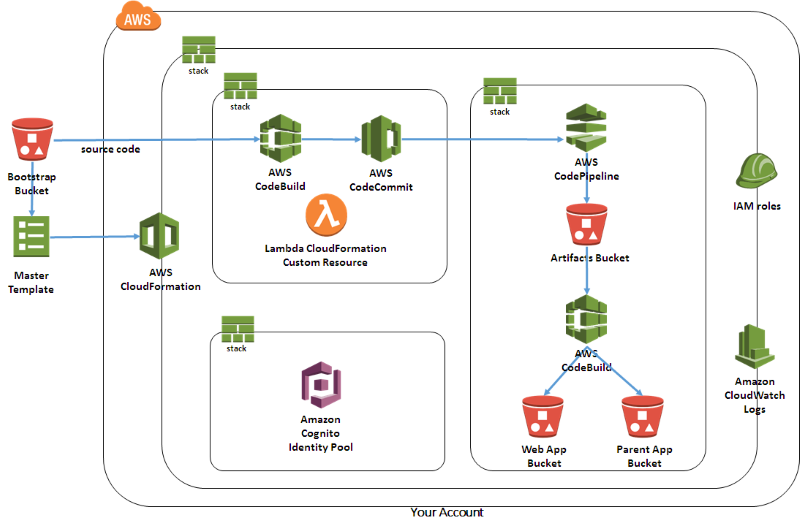 AWS
stack
stack
stack
source code
Bootstrap
Bucket
AWS
CodeBuild
AWS
CodeCommit
AWS
CodePipeline
IAM roles
Lambda CloudFormation
Custom Resource
Artifacts Bucket
Master
Template
AWS
CloudFormation
stack
AWS
CodeBuild
Amazon
CloudWatch
Logs
Amazon
Cognito
Identity Pool
Web App
Bucket
Parent App
Bucket
Your Account